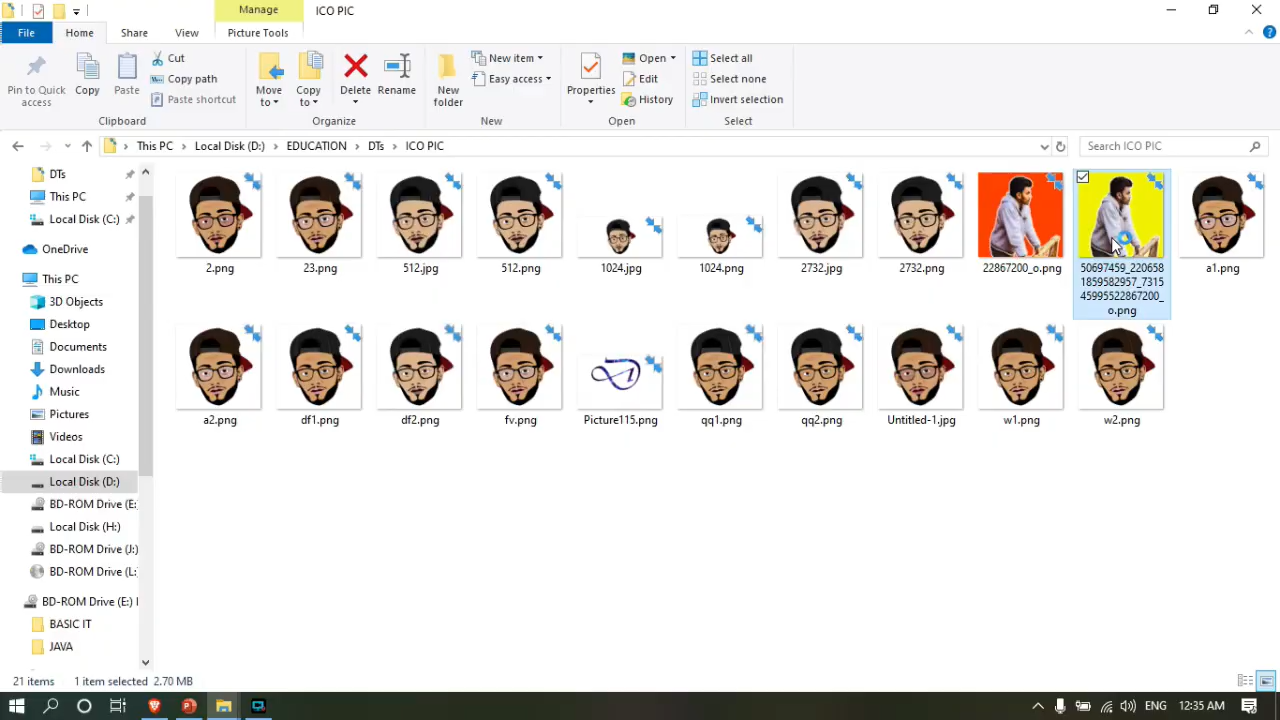 Manage
ICO PIC
File
Home
Share
View
Picture Tools
Pin to Quick access
Copy
Paste
Cut
Copy path
Paste shortcut
Clipboard
Move to
Copy to
Delete
Rename
Organize
New folder
New item
Easy access
New
Properties
Open
Edit
History
Open
Select all
Select none
Invert selection
Select
This PC
Local Disk (D:)
EDUCATION
DTs
ICO PIC
Search ICO PIC
DTs
This PC
Local Disk (C:)
OneDrive
This PC
3D Objects
Desktop
Documents
Downloads
Music
Pictures
Videos
Local Disk (C:)
Local Disk (D:)
BD-ROM Drive (E:
Local Disk (H:)
BD-ROM Drive (J:)
BD-ROM Drive (L:
BD-ROM Drive (E:)
BASIC IT
JAVA
2.png
23.png
512.jpg
512.png
1024.jpg
1024.png
2732.jpg
2732.png
22867200_o.png
50697459_220658
1859582957_7315
45995522867200_
o.png
a1.png
a2.png
df1.png
df2.png
fv.png
Picture115.png
qq1.png
qq2.png
Untitled-1.jpg
w1.png
w2.png
21 items
1 item selected
2.70 MB
ENG
12:35 AM